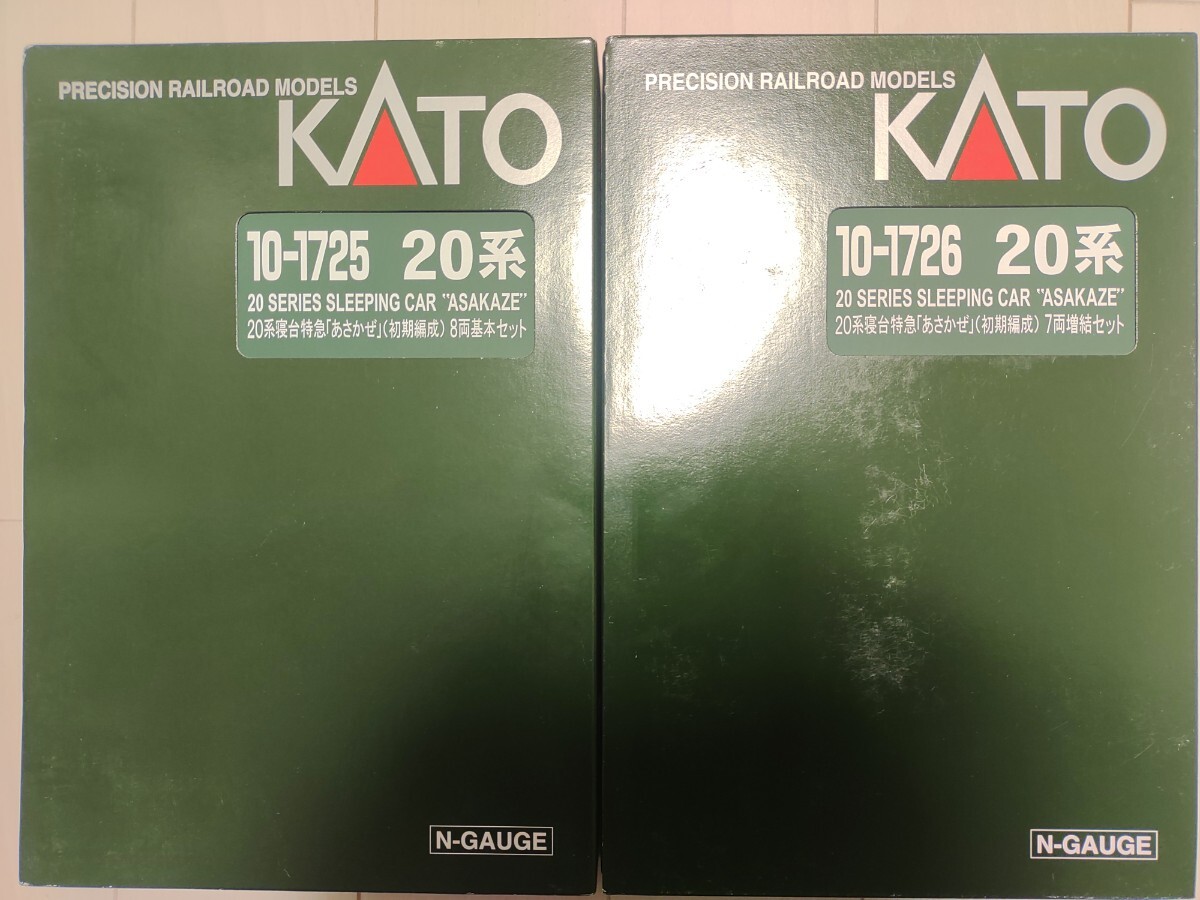 PRECISION RAILROAD MODELS
KATO
10-1725 20系
20 SERIES SLEEPING CAR "ASAKAZE"
20系寝台特急「あさかぜ」(初期編成) 8両基本セット
N-GAUGE
PRECISION RAILROAD MODELS
KATO
10-1726 20系
20 SERIES SLEEPING CAR "ASAKAZE"
20系寝台特急「あさかぜ」(初期編成) 7両増結セット
N-GAUGE